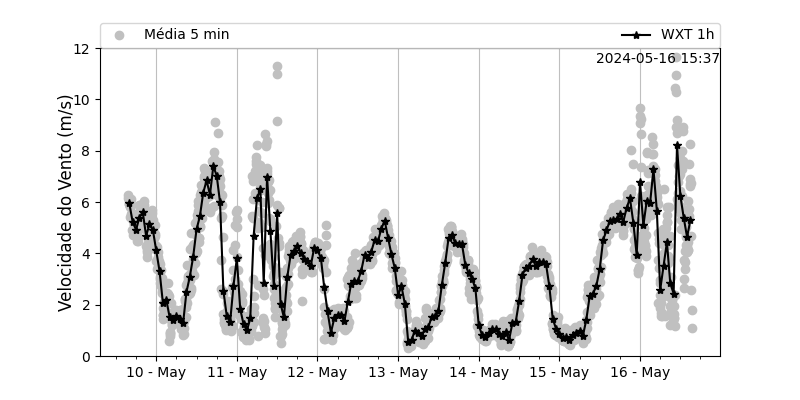 Média 5 min
WXT 1h
2024-05-16 15:37
Velocidade do Vento (m/s)
12
10
8
6
4
2
0
10 - May
11 - May
12 - May
13 - May
14 - May
15 - May
16 - May